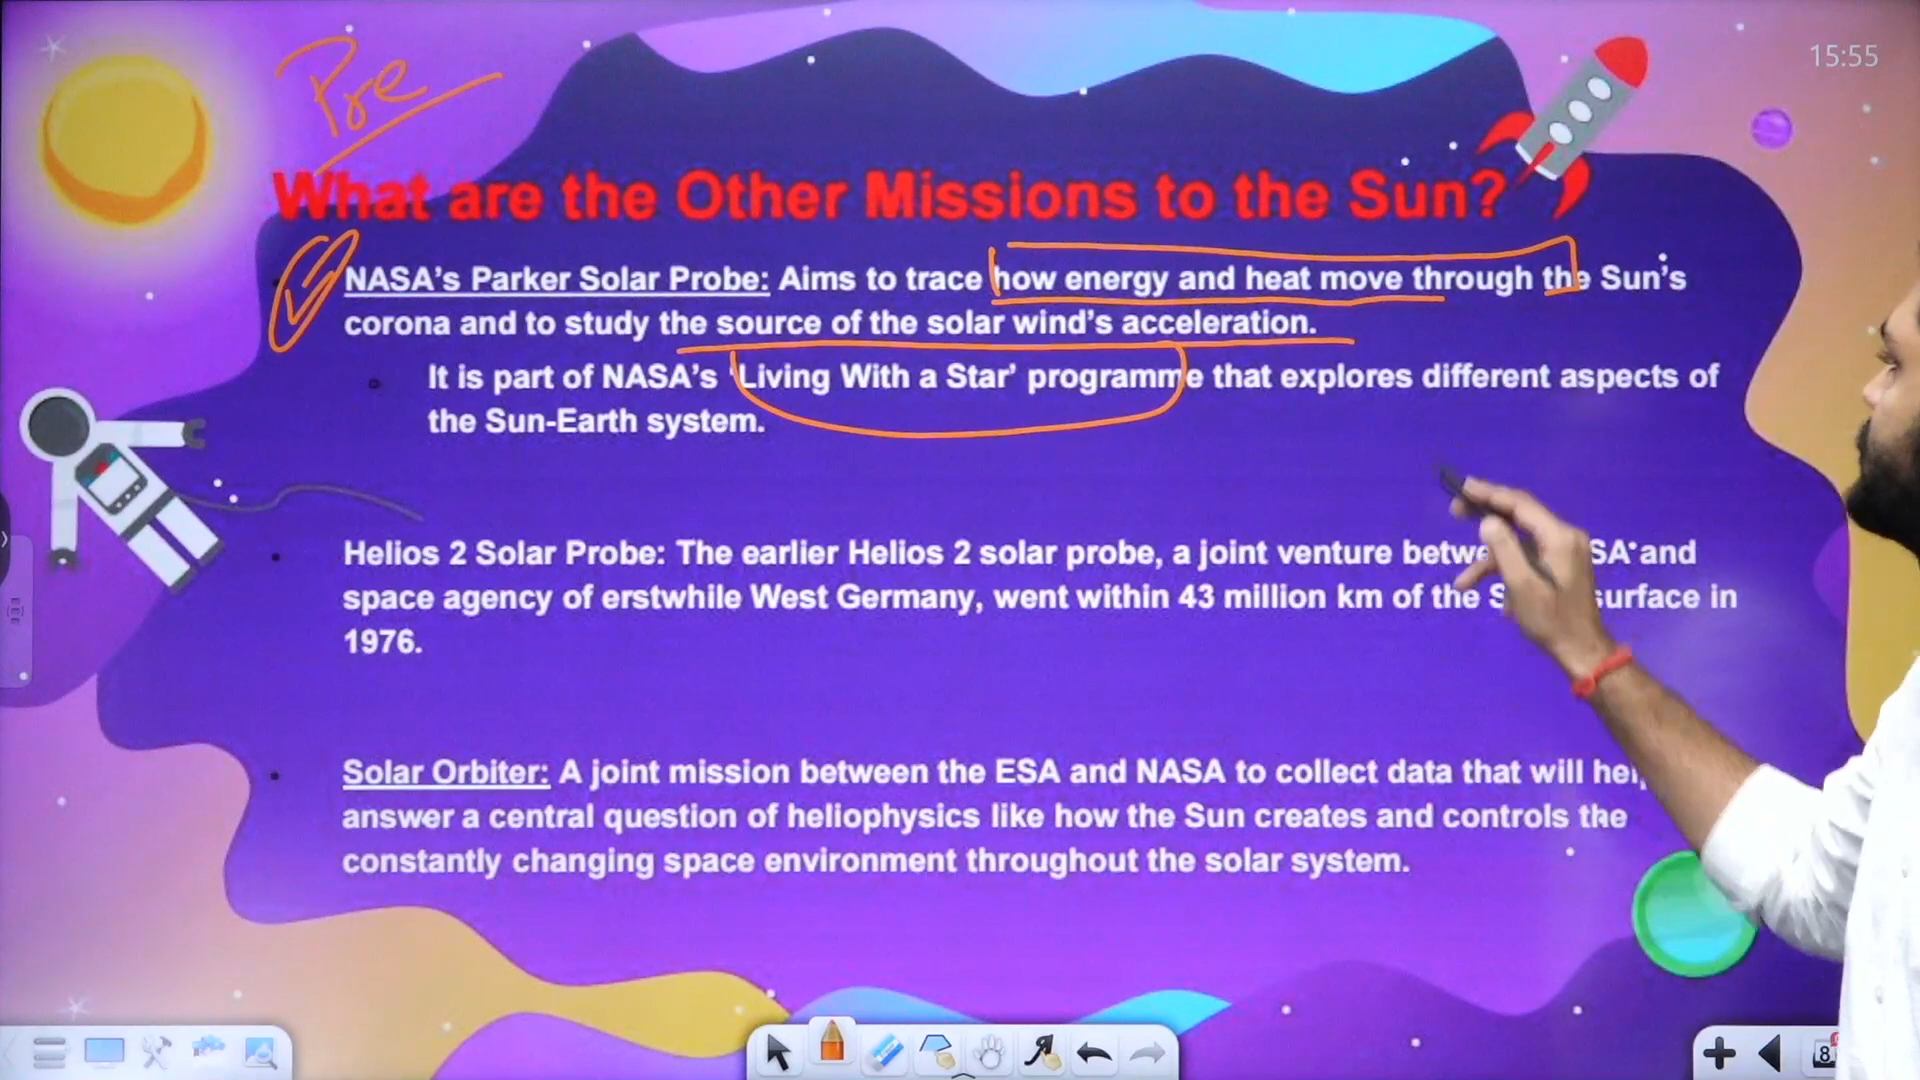 15:55
Pre
What are the Other Missions to the Sun?
NASA's Parker Solar Probe: Aims to trace how energy and heat move through the Sun's
corona and to study the source of the solar wind's acceleration.
It is part of NASA's 'Living With a Star' programme that explores different aspects of
the Sun-Earth system.
Helios 2 Solar Probe: The earlier Helios 2 solar probe, a joint venture and
space agency of erstwhile West Germany, went within 43 million km of the surface in
1976.
Solar Orbiter: A joint mission between the ESA and NASA to collect data that will
answer a central question of heliophysics like how the Sun creates and controls the
constantly changing space environment throughout the solar system.
8